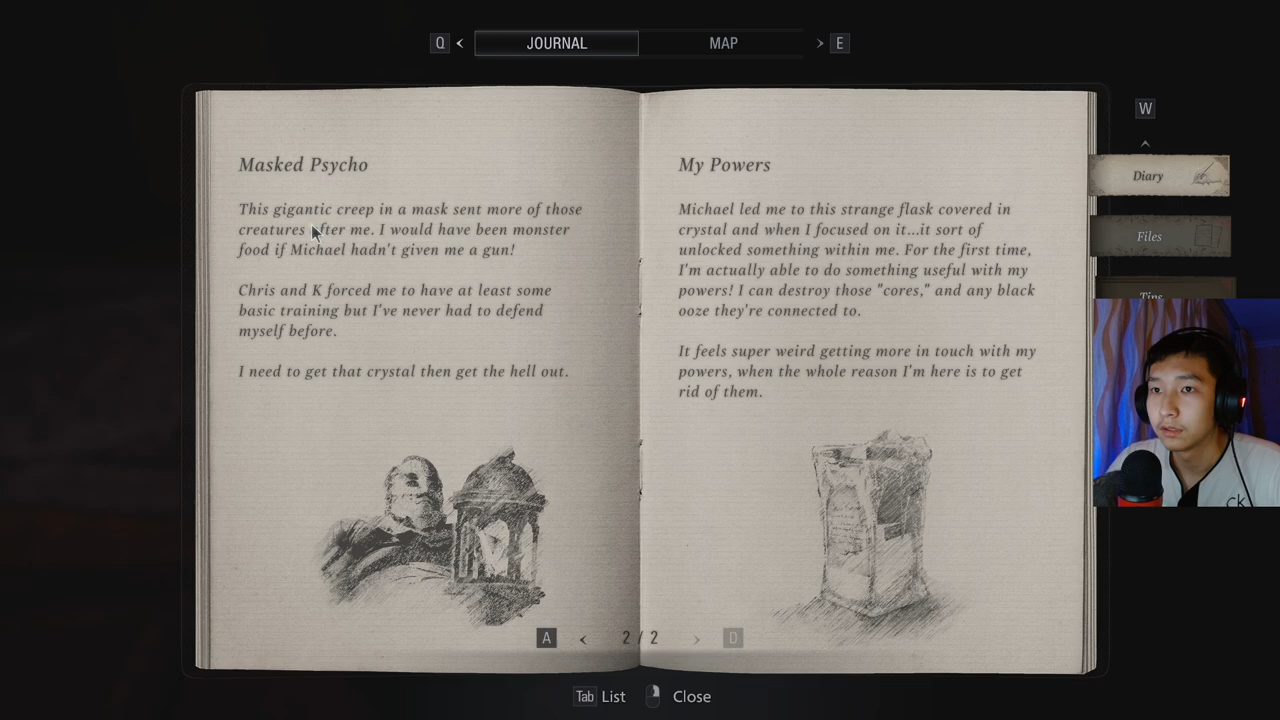 Q < JOURNAL MAP > E
W
Masked Psycho
This gigantic creep in a mask sent more of those
creatures after me. I would have been monster
food if Michael hadn't given me a gun!
Chris and K forced me to have at least some
basic training but I've never had to defend
myself before.
I need to get that crystal then get the hell out.
My Powers
Michael led me to this strange flask covered in
crystal and when I focused on it...it sort of
unlocked something within me. For the first time,
I'm actually able to do something useful with my
powers! I can destroy those "cores," and any black
ooze they're connected to.
It feels super weird getting more in touch with my
powers, when the whole reason I'm here is to get
rid of them.
Diary
Files
Tips
ck
A < 2 / 2 > D
Tab List Close